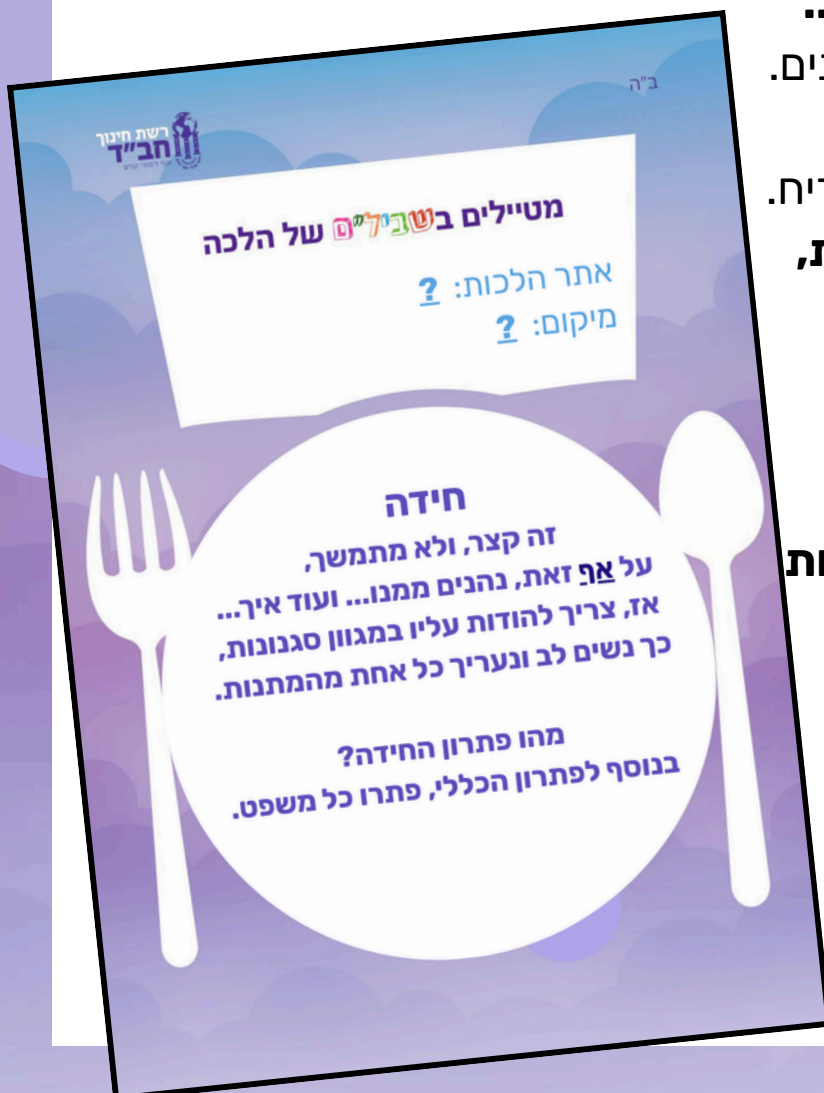 ב"ה
רשת חינוך
חב״ד
מטיילים בשביל"ים של הלכה
אתר הלכות: ?
מיקום: ?
חידה
זה קצר, ולא מתמשך,
על אף זאת, נהנים ממנו... ועוד איך...
אז, צריך להודות עליו במגוון סגנונות,
כך נשים לב ונעריך כל אחת מהמתנות.
מהו פתרון החידה?
בנוסף לפתרון הכללי, פתרו כל משפט.